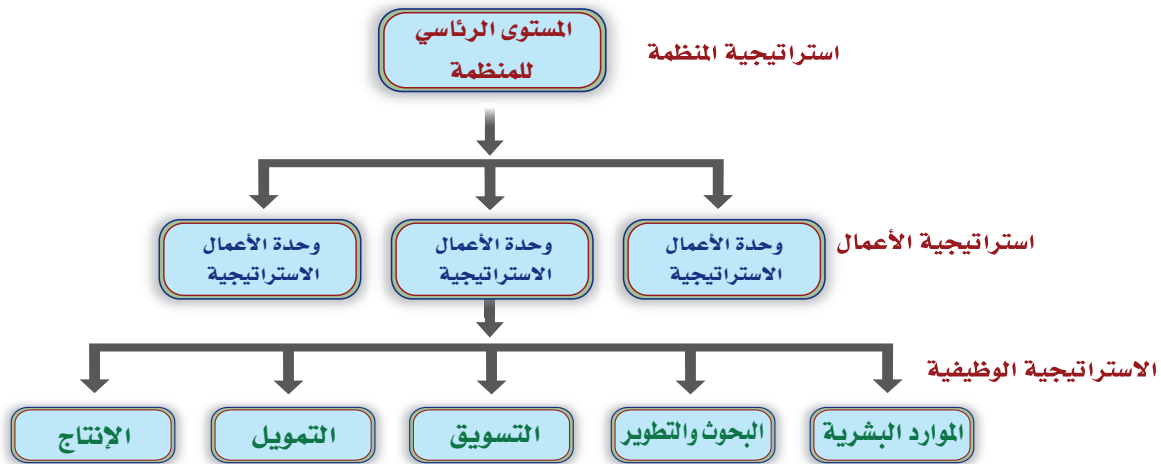 المستوى الرئاسي
للمنظمة
استراتيجية المنظمة
استراتيجية الأعمال
وحدة الأعمال
الاستراتيجية
وحدة الأعمال
الاستراتيجية
وحدة الأعمال
الاستراتيجية
الاستراتيجية الوظيفية
الموارد البشرية
البحوث والتطوير
التسويق
التمويل
الإنتاج